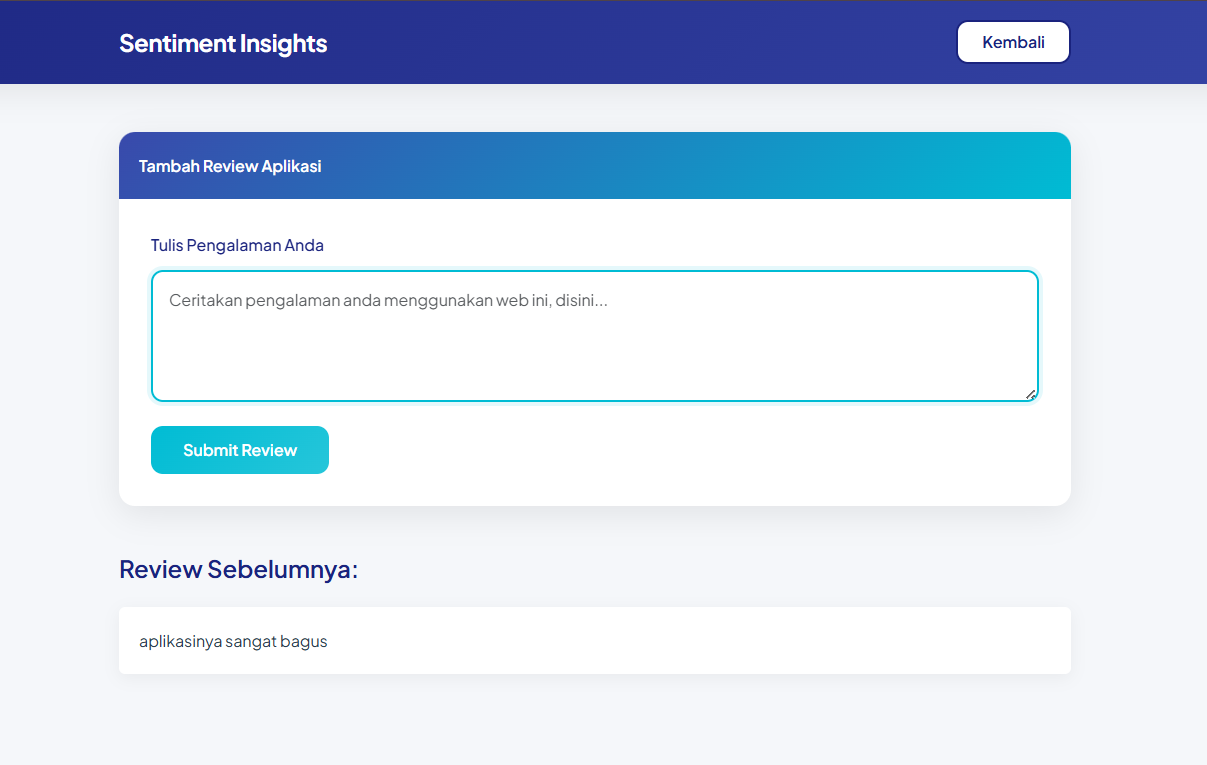 Sentiment Insights
Kembali
Tambah Review Aplikasi
Tulis Pengalaman Anda
Ceritakan pengalaman anda menggunakan web ini, disini...
Submit Review
Review Sebelumnya:
aplikasinya sangat bagus